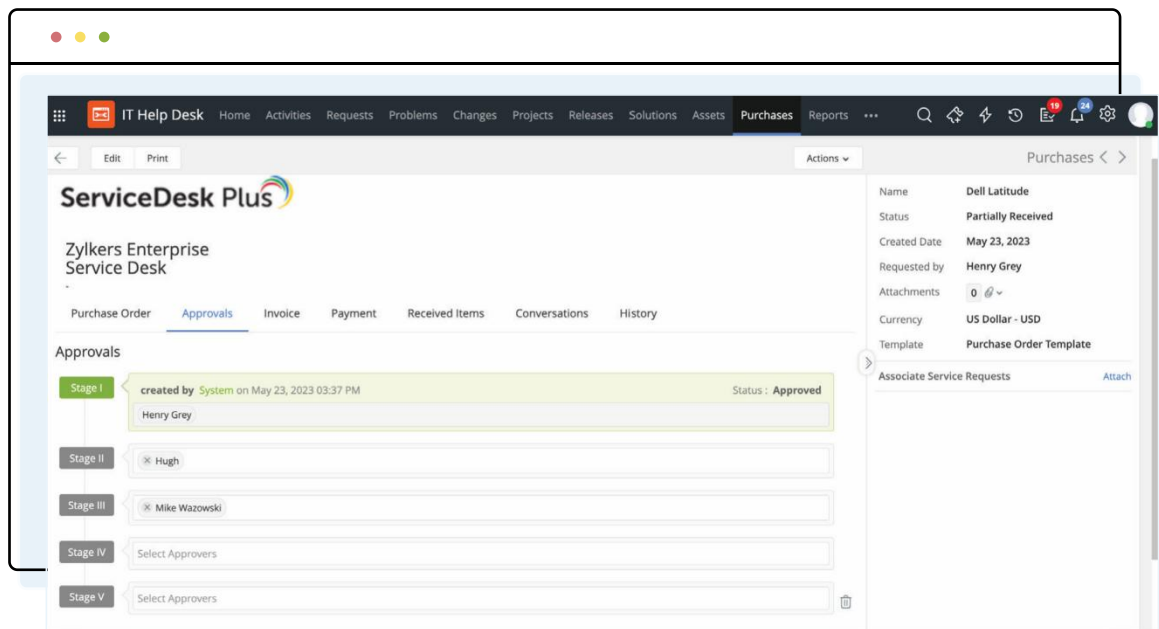 IT Help Desk Home Activities Requests Problems Changes Projects Releases Solutions Assets Purchases Reports ... 19 24
Edit Print Actions Purchases
ServiceDesk Plus
Zylkers Enterprise
Service Desk
-
Purchase Order Approvals Invoice Payment Received Items Conversations History
Approvals
Stage I created by System on May 23, 2023 03:37 PM Status : Approved
Henry Grey
Stage II Hugh
Stage III Mike Wazowski
Stage IV Select Approvers
Stage V Select Approvers
Name Dell Latitude
Status Partially Received
Created Date May 23, 2023
Requested by Henry Grey
Attachments 0
Currency US Dollar - USD
Template Purchase Order Template
Associate Service Requests Attach